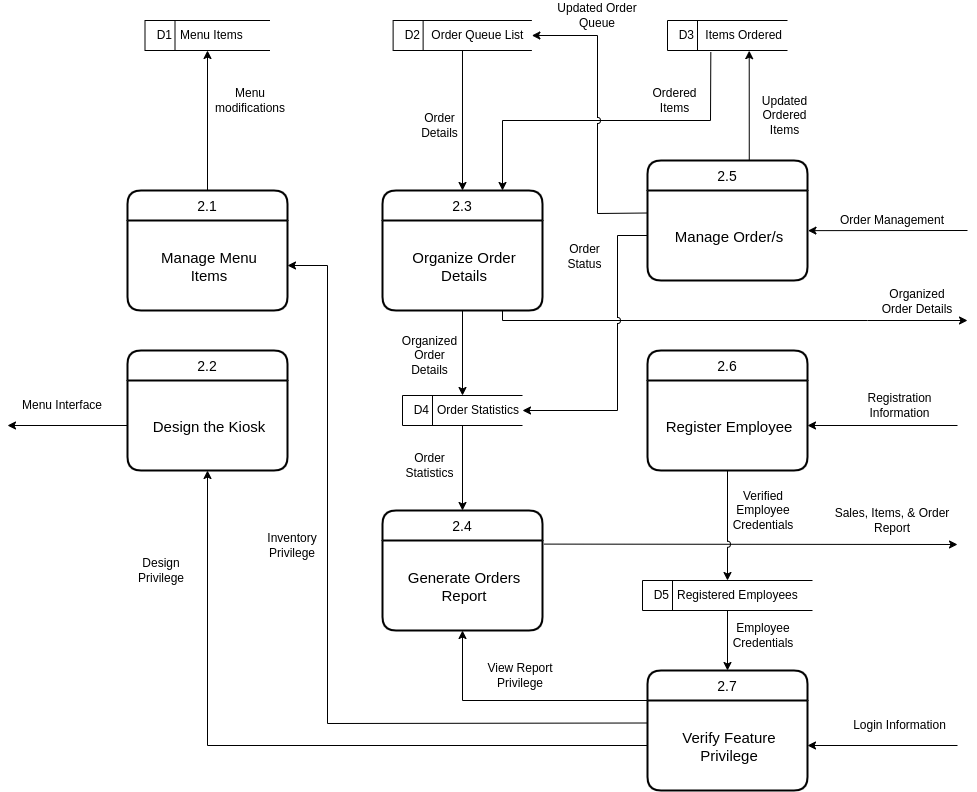 Updated Order
Queue
D1 Menu Items
D2 Order Queue List
D3 Items Ordered
Menu
modifications
Order
Details
Ordered
Items
Updated
Ordered
Items
2.1
Manage Menu
Items
2.3
Organize Order
Details
2.5
Manage Order/s
Order Management
Order
Status
Organized
Order Details
Organized
Order
Details
2.2
Design the Kiosk
Menu Interface
D4 Order Statistics
2.6
Register Employee
Registration
Information
Order
Statistics
Verified
Employee
Credentials
Sales, Items, & Order
Report
2.4
Generate Orders
Report
Inventory
Privilege
Design
Privilege
D5 Registered Employees
Employee
Credentials
View Report
Privilege
2.7
Verify Feature
Privilege
Login Information